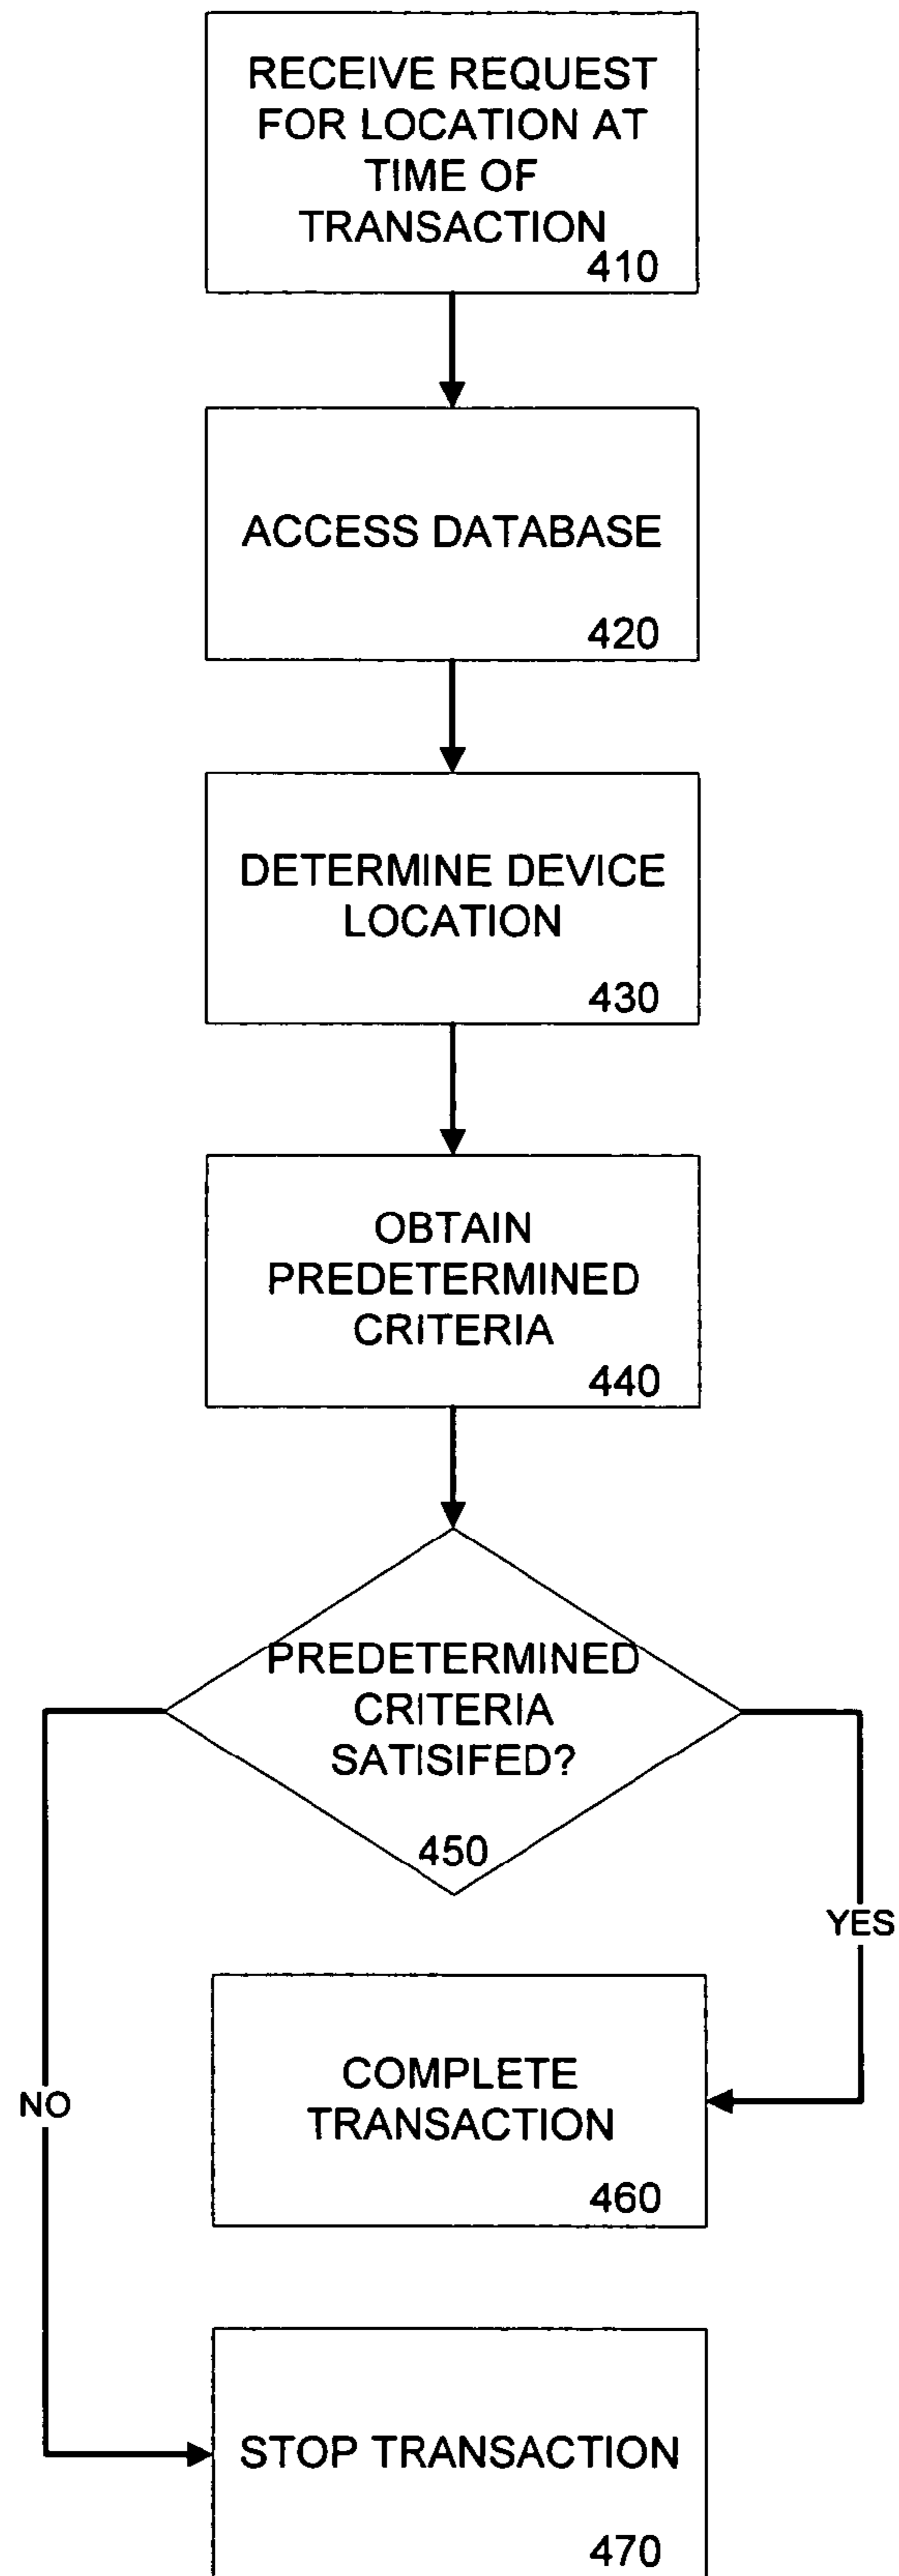 RECEIVE REQUEST
FOR LOCATION AT
TIME OF
TRANSACTION
410
ACCESS DATABASE
420
DETERMINE DEVICE
LOCATION
430
OBTAIN
PREDETERMINED
CRITERIA
440
PREDETERMINED
CRITERIA
SATISIFED?
450
YES
COMPLETE
TRANSACTION
460
NO
STOP TRANSACTION
470